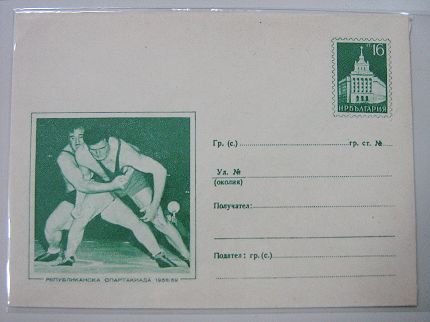 16
НР БЪЛГАРИЯ
Гр. (с.) гр. ст. №
Ул. №
(околия)
Получател:
Подател: гр. (с.)
РЕПУБЛИКАНСКА СПАРТАКИАДА 1958/59